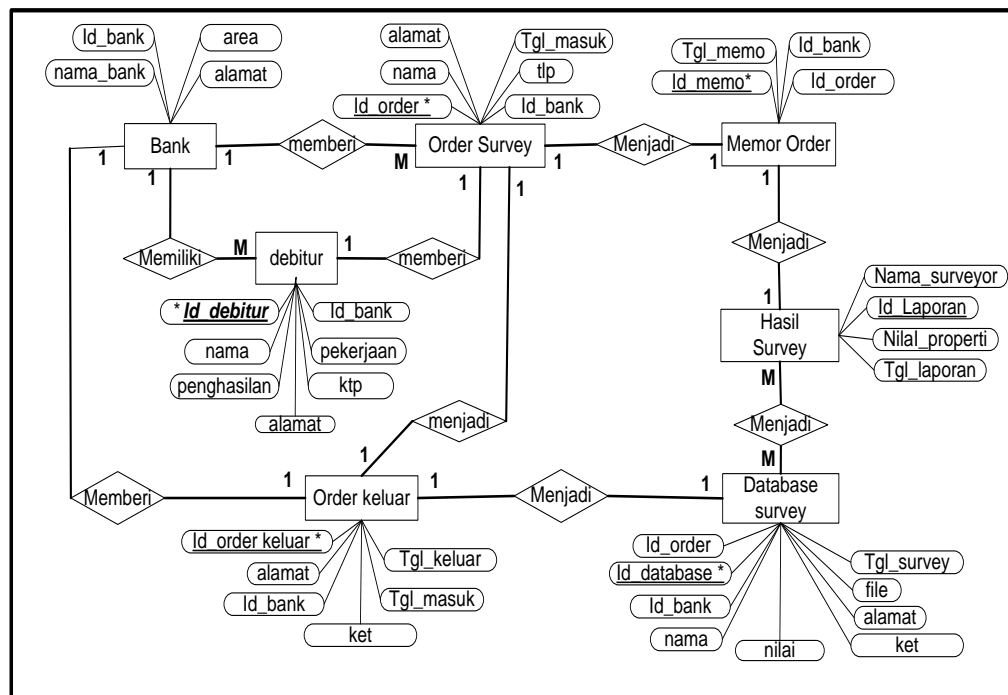 Id_bank
area
nama_bank
alamat
alamat
Tgl_masuk
nama
tlp
Id_order *
Id_bank
Tgl_memo
Id_bank
Id_memo*
Id_order
Bank
memberi
Order Survey
Menjadi
Memor Order
1
1
M
1
1
1
1
1
1
1
Memiliki
M
debitur
1
memberi
Menjadi
* Id_debitur
Id_bank
nama
pekerjaan
penghasilan
ktp
alamat
1
Hasil
Survey
Nama_surveyor
Id_Laporan
Nilal_properti
Tgl_laporan
M
menjadi
Menjadi
1
M
Memberi
1
Order keluar
1
Menjadi
1
Database
survey
Id_order keluar *
Tgl_keluar
alamat
Id_bank
Tgl_masuk
ket
Id_order
Tgl_survey
Id_database *
file
Id_bank
alamat
nama
ket
nilai